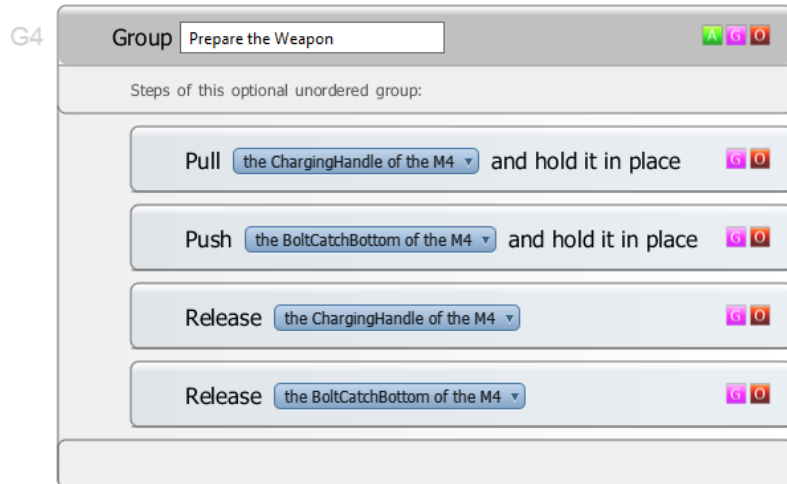 G4 Group Prepare the Weapon A G O
Steps of this optional unordered group:
Pull the ChargingHandle of the M4 and hold it in place G O
Push the BoltCatchBottom of the M4 and hold it in place G O
Release the ChargingHandle of the M4 G O
Release the BoltCatchBottom of the M4 G O